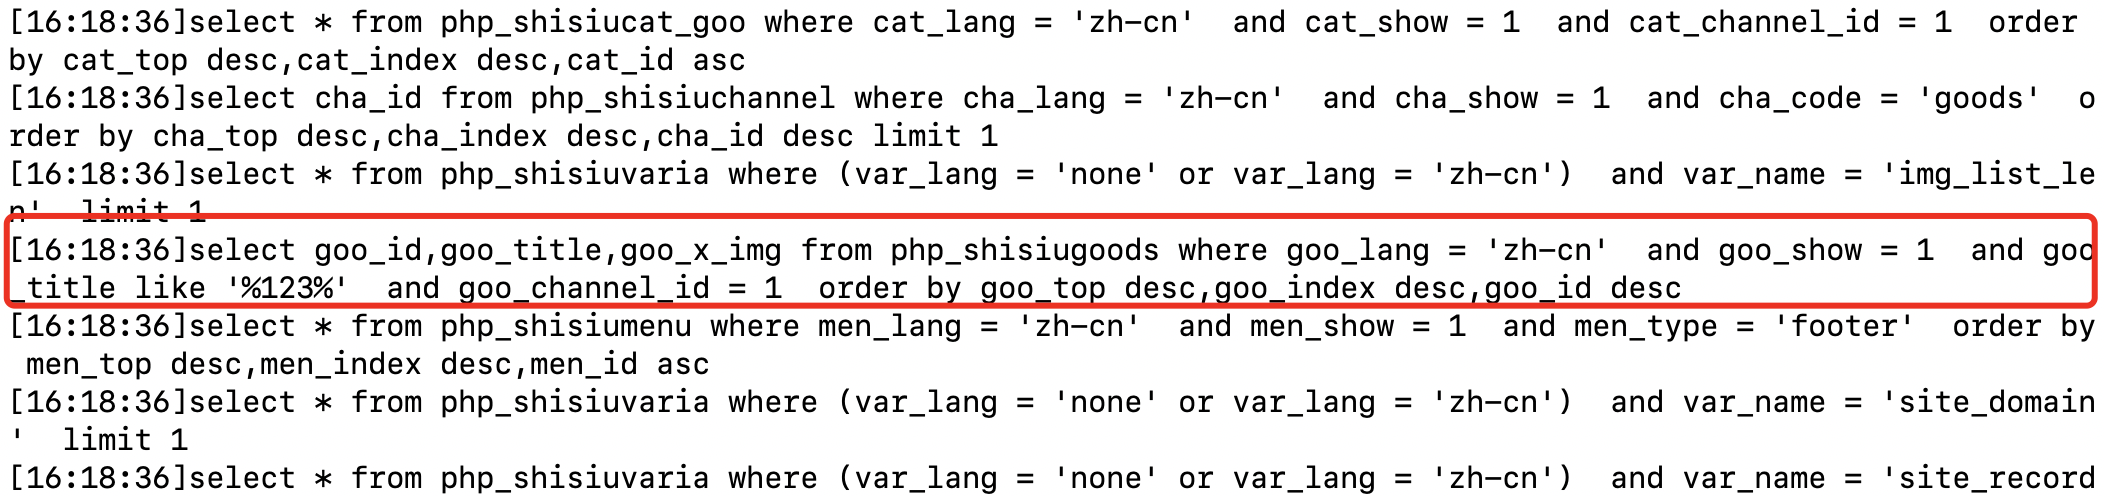 [16:18:36]select * from php_shisiucat_goo where cat_lang = 'zh-cn'  and cat_show = 1  and cat_channel_id = 1  order
by cat_top desc,cat_index desc,cat_id asc
[16:18:36]select cha_id from php_shisiuchannel where cha_lang = 'zh-cn'  and cha_show = 1  and cha_code = 'goods'  o
rder by cha_top desc,cha_index desc,cha_id desc limit 1
[16:18:36]select * from php_shisiuvaria where (var_lang = 'none' or var_lang = 'zh-cn')  and var_name = 'img_list_le
n'  limit 1
[16:18:36]select goo_id,goo_title,goo_x_img from php_shisiugoods where goo_lang = 'zh-cn'  and goo_show = 1  and goo
_title like '%123%'  and goo_channel_id = 1  order by goo_top desc,goo_index desc,goo_id desc
[16:18:36]select * from php_shisiumenu where men_lang = 'zh-cn'  and men_show = 1  and men_type = 'footer'  order by
 men_top desc,men_index desc,men_id asc
[16:18:36]select * from php_shisiuvaria where (var_lang = 'none' or var_lang = 'zh-cn')  and var_name = 'site_domain
'  limit 1
[16:18:36]select * from php_shisiuvaria where (var_lang = 'none' or var_lang = 'zh-cn')  and var_name = 'site_record